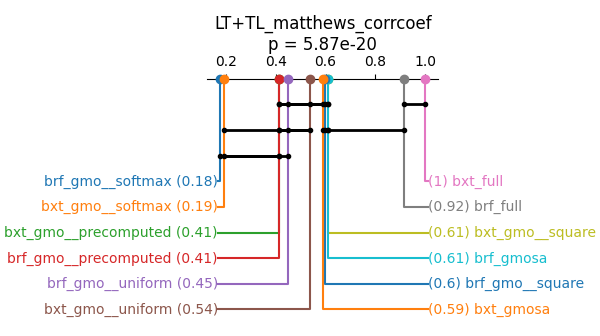 LT+TL_matthews_corrcoef
p = 5.87e-20
0.2 0.4 0.6 0.8 1.0
brf_gmo__softmax (0.18) (1) bxt_full
bxt_gmo__softmax (0.19) (0.92) brf_full
bxt_gmo__precomputed (0.41) (0.61) bxt_gmo__square
brf_gmo__precomputed (0.41) (0.61) brf_gmosa
brf_gmo__uniform (0.45) (0.6) brf_gmo__square
bxt_gmo__uniform (0.54) (0.59) bxt_gmosa